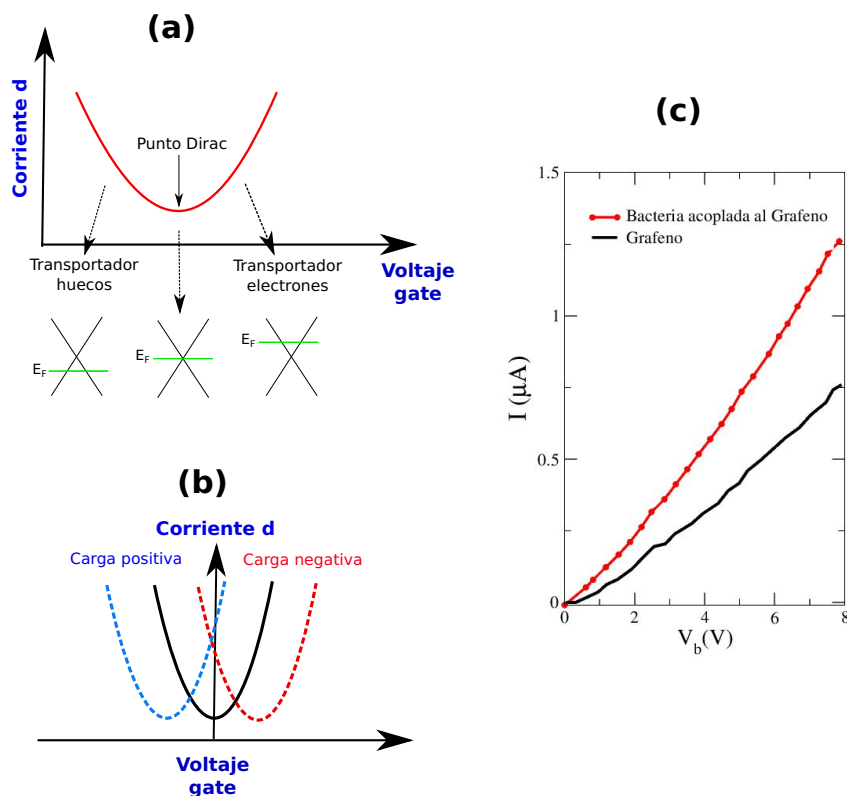 (a)
Corriente d
Punto Dirac
Transportador
huecos
Transportador
electrones
Voltaje
gate
E_F
E_F
E_F
(b)
Corriente d
Carga positiva
Carga negativa
Voltaje
gate
(c)
1.5
1
0.5
0
Bacteria acoplada al Grafeno
Grafeno
I (μA)
0 2 4 6 8
V_b(V)